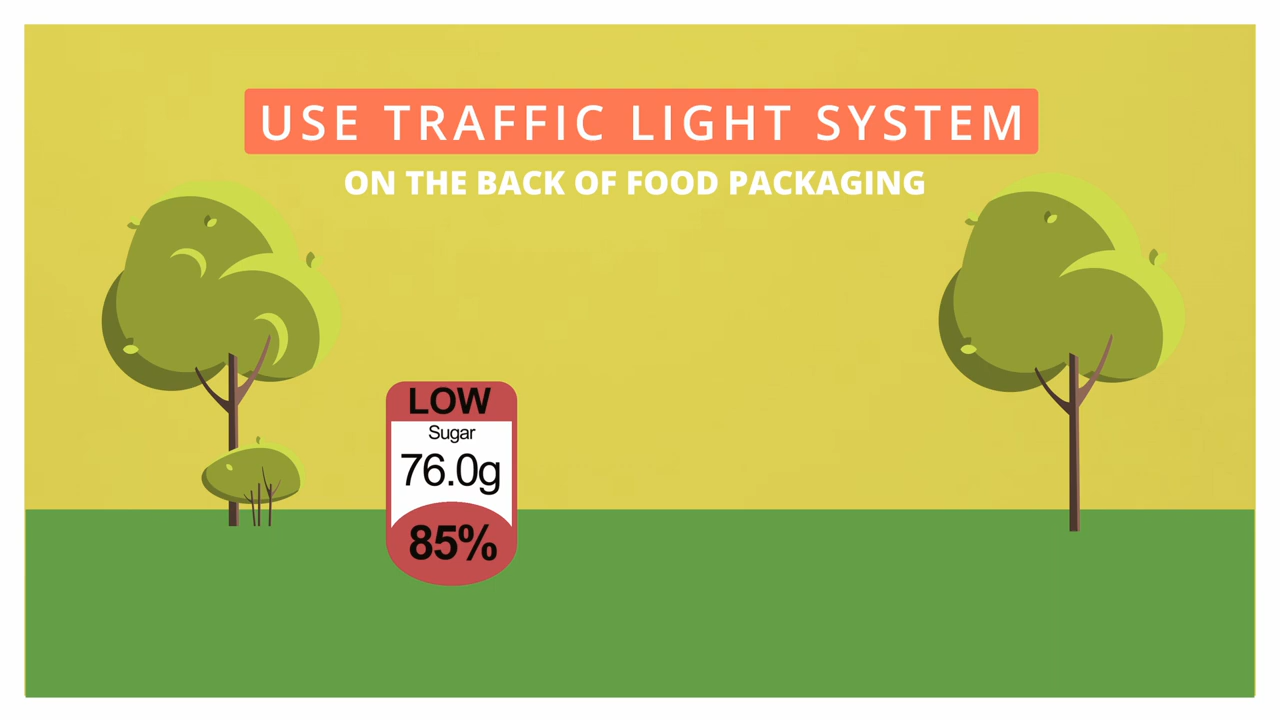 USE TRAFFIC LIGHT SYSTEM
ON THE BACK OF FOOD PACKAGING
LOW
Sugar
76.0g
85%